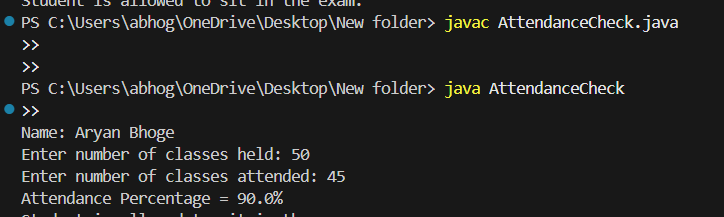 Student is allowed to sit in the exam.
PS C:\Users\abhog\OneDrive\Desktop\New folder> javac AttendanceCheck.java
>>
>>
PS C:\Users\abhog\OneDrive\Desktop\New folder> java AttendanceCheck
>>
Name: Aryan Bhoge
Enter number of classes held: 50
Enter number of classes attended: 45
Attendance Percentage = 90.0%